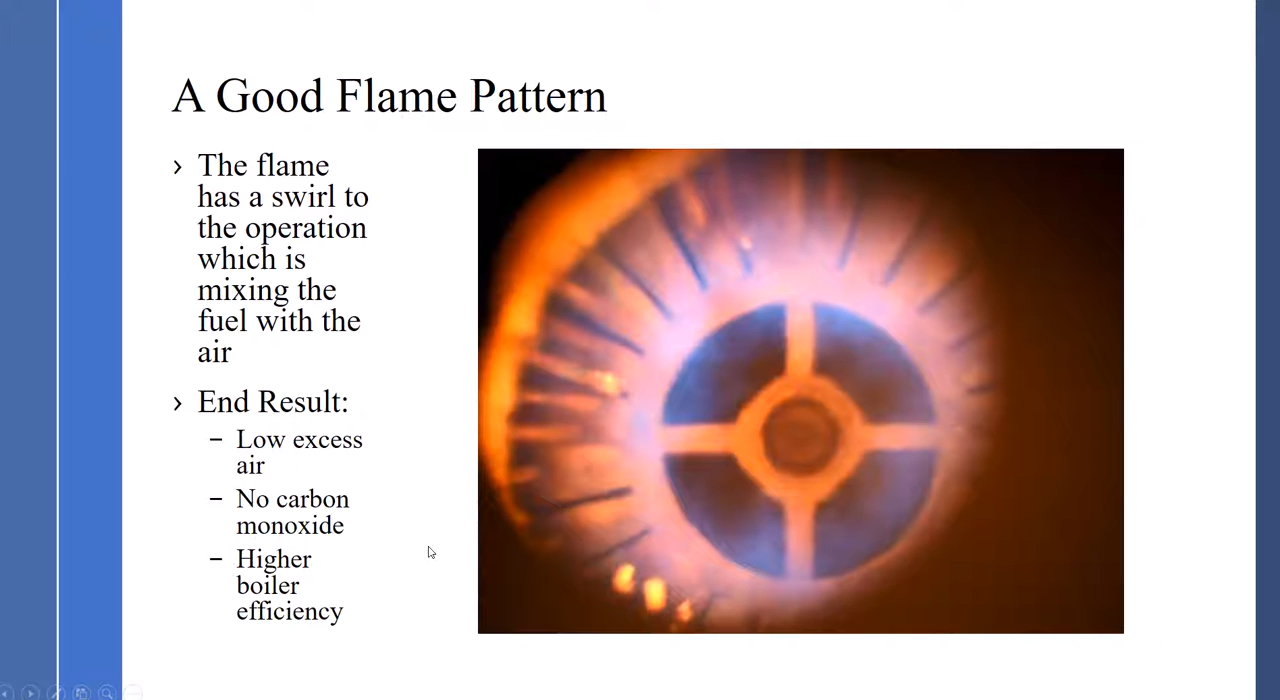 A Good Flame Pattern
› The flame
has a swirl to
the operation
which is
mixing the
fuel with the
air
› End Result:
– Low excess
air
– No carbon
monoxide
– Higher
boiler
efficiency